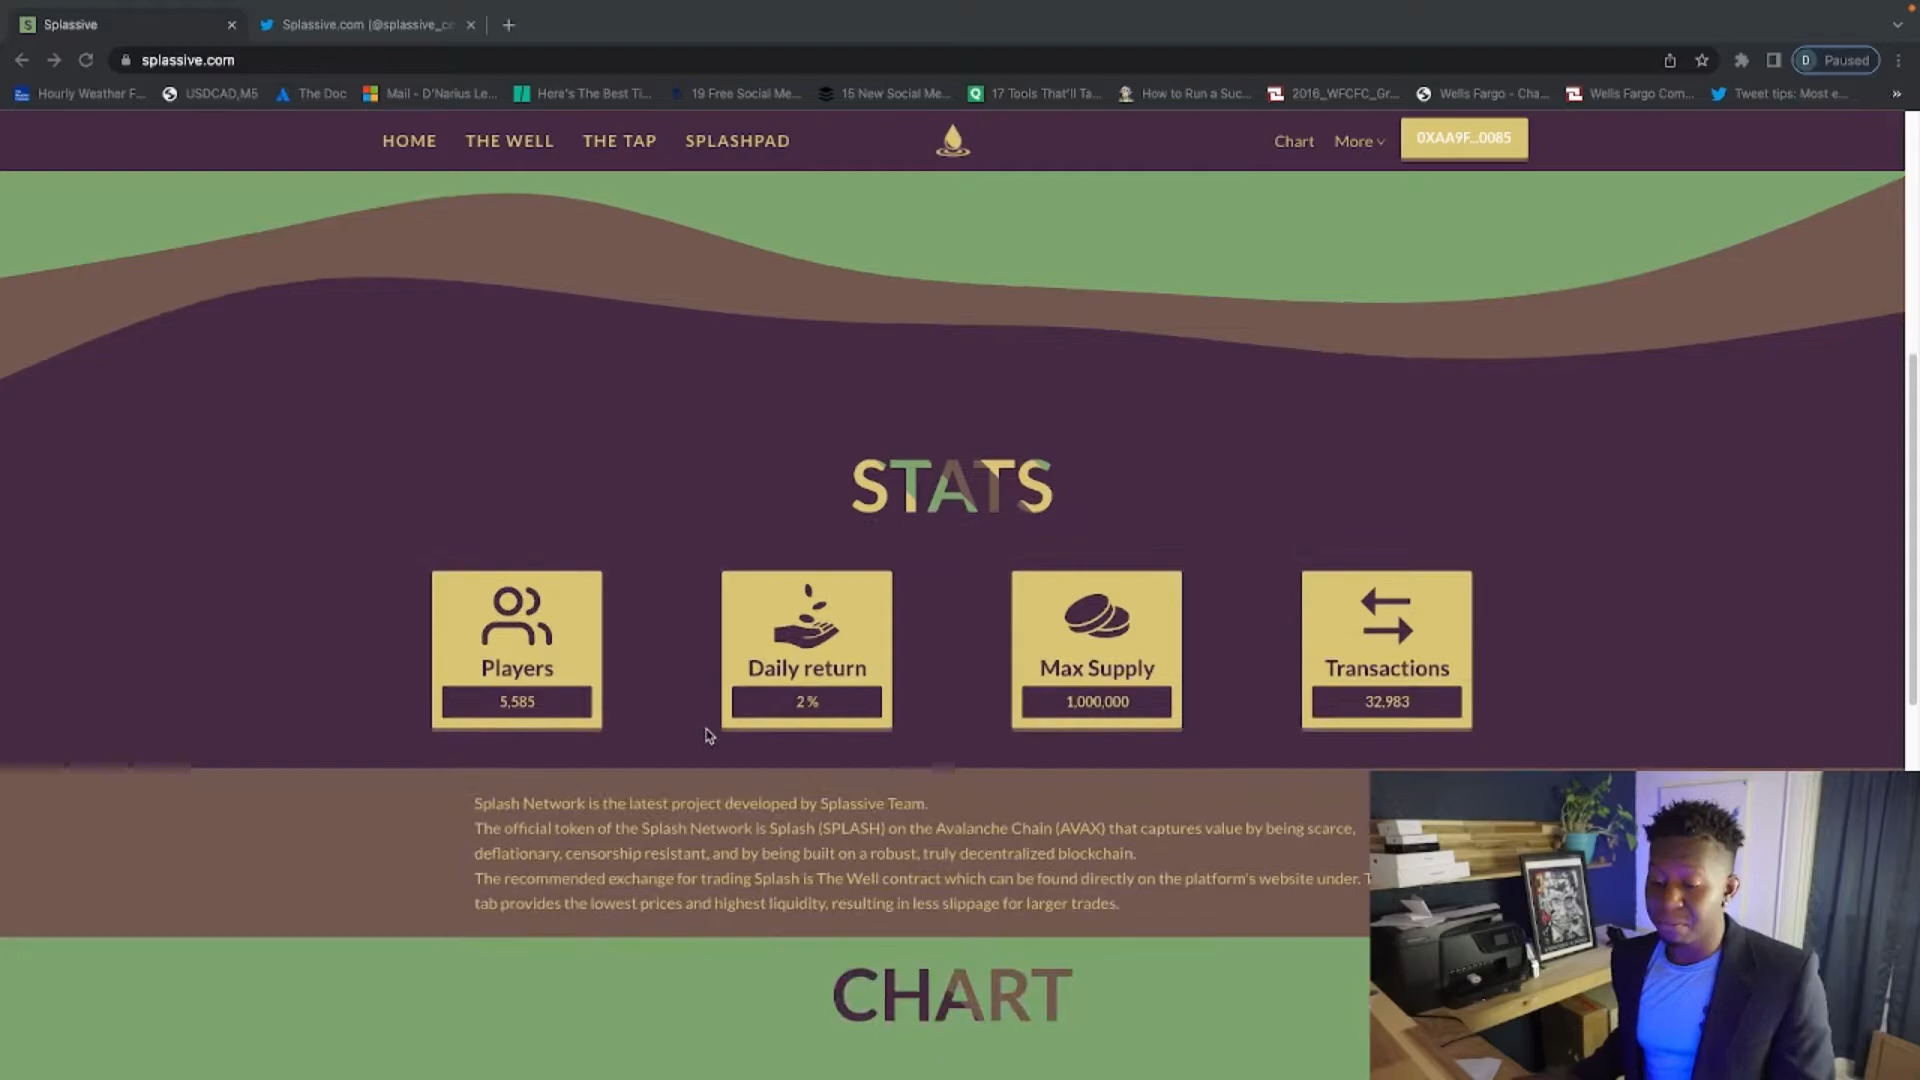 Splassive
Splassive.com (@splassive_co
splassive.com
Paused
D
Hourly Weather F...
USDCAD,M5
The Doc
Mail - D'Narius Le...
Here's The Best Ti...
19 Free Social Me...
15 New Social Me...
17 Tools That'll Ta...
How to Run a Suc...
2016_WFCFC_Gr...
Wells Fargo - Cha...
Wells Fargo Com...
Tweet tips: Most e...
HOME
THE WELL
THE TAP
SPLASHPAD
Chart
More
0XAA9F...0085
STATS
Players
5,585
Daily return
2 %
Max Supply
1,000,000
Transactions
32,983
Splash Network is the latest project developed by Splassive Team.
The official token of the Splash Network is Splash (SPLASH) on the Avalanche Chain (AVAX) that captures value by being scarce,
deflationary, censorship resistant, and by being built on a robust, truly decentralized blockchain.
The recommended exchange for trading Splash is The Well contract which can be found directly on the platform's website under. T
tab provides the lowest prices and highest liquidity, resulting in less slippage for larger trades.
CHART